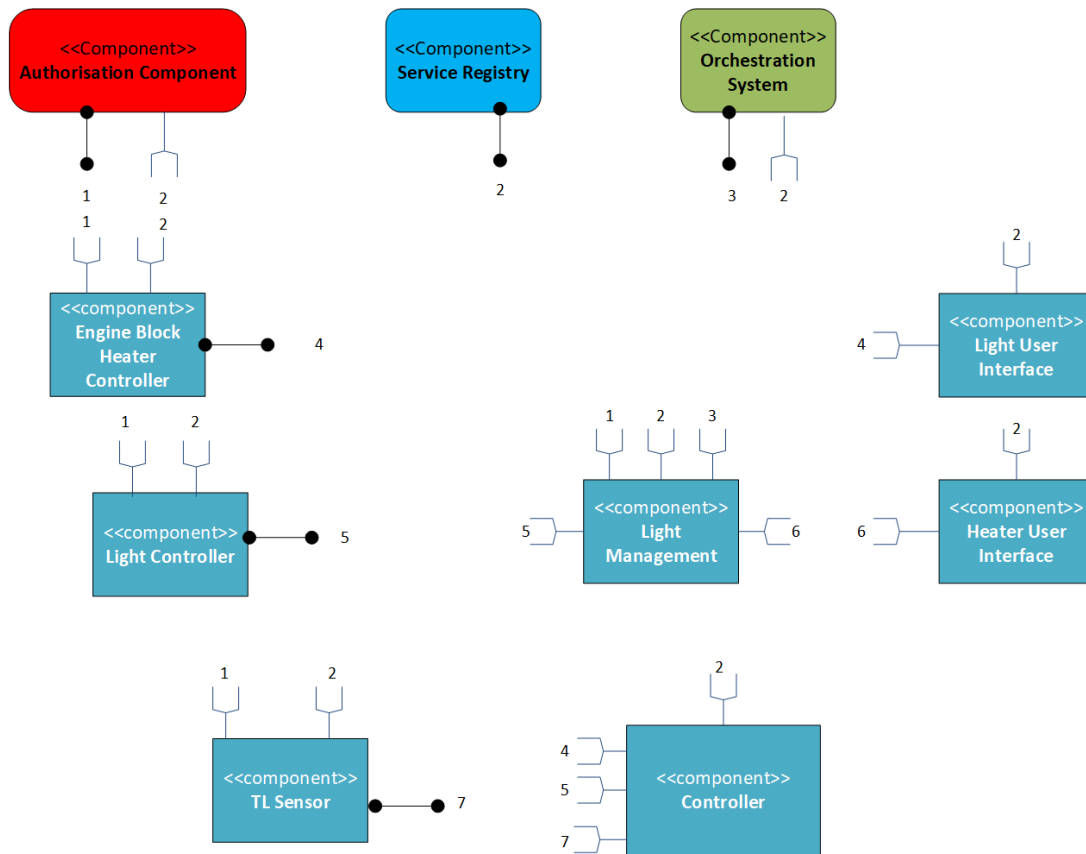 <<Component>>
Authorisation Component
<<Component>>
Service Registry
<<Component>>
Orchestration
System
1
2
2
3
2
1
2
<<component>>
Engine Block
Heater
Controller
4
2
4
<<component>>
Light User
Interface
1
2
<<component>>
Light Controller
5
1
2
3
5
<<component>>
Light
Management
6
2
6
<<component>>
Heater User
Interface
1
2
<<component>>
TL Sensor
7
2
4
5
7
<<component>>
Controller